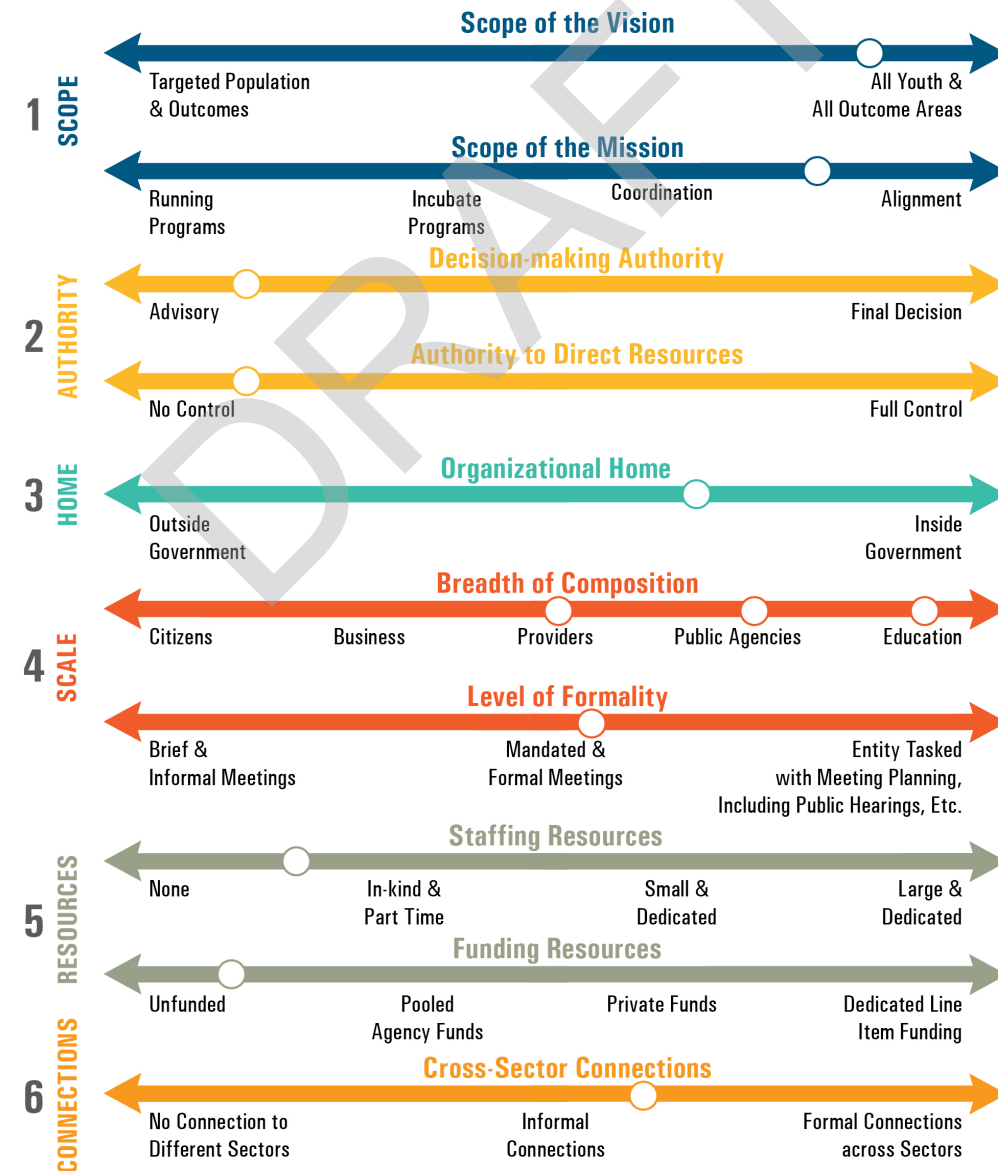 Scope of the Vision
Targeted Population
& Outcomes
All Youth &
All Outcome Areas
1
SCOPE
Scope of the Mission
Running
Programs
Incubate
Programs
Coordination
Alignment
Decision-making Authority
Advisory
Final Decision
2
AUTHORITY
Authority to Direct Resources
No Control
Full Control
Organizational Home
3
HOME
Outside
Government
Inside
Government
Breadth of Composition
Citizens
Business
Providers
Public Agencies
Education
4
SCALE
Level of Formality
Brief &
Informal Meetings
Mandated &
Formal Meetings
Entity Tasked
with Meeting Planning,
Including Public Hearings, Etc.
Staffing Resources
None
In-kind &
Part Time
Small &
Dedicated
Large &
Dedicated
5
RESOURCES
Funding Resources
Unfunded
Pooled
Agency Funds
Private Funds
Dedicated Line
Item Funding
Cross-Sector Connections
6
CONNECTIONS
No Connection to
Different Sectors
Informal
Connections
Formal Connections
across Sectors
DRAFT